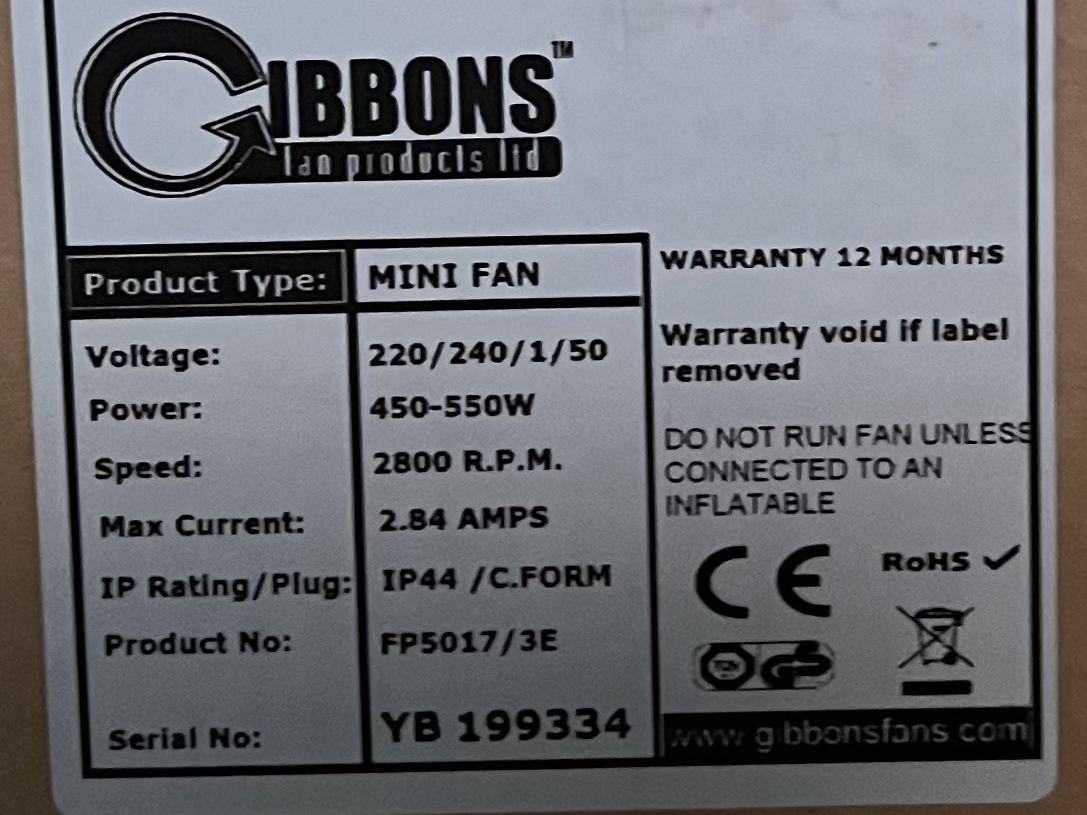 GIBBONS™
fan products ltd
Product Type: MINI FAN
Voltage: 220/240/1/50
Power: 450-550W
Speed: 2800 R.P.M.
Max Current: 2.84 AMPS
IP Rating/Plug: IP44 /C.FORM
Product No: FP5017/3E
Serial No: YB 199334
WARRANTY 12 MONTHS
Warranty void if label
removed
DO NOT RUN FAN UNLESS
CONNECTED TO AN
INFLATABLE
CE
RoHS ✓
TÜV GS
www.gibbonsfans.com